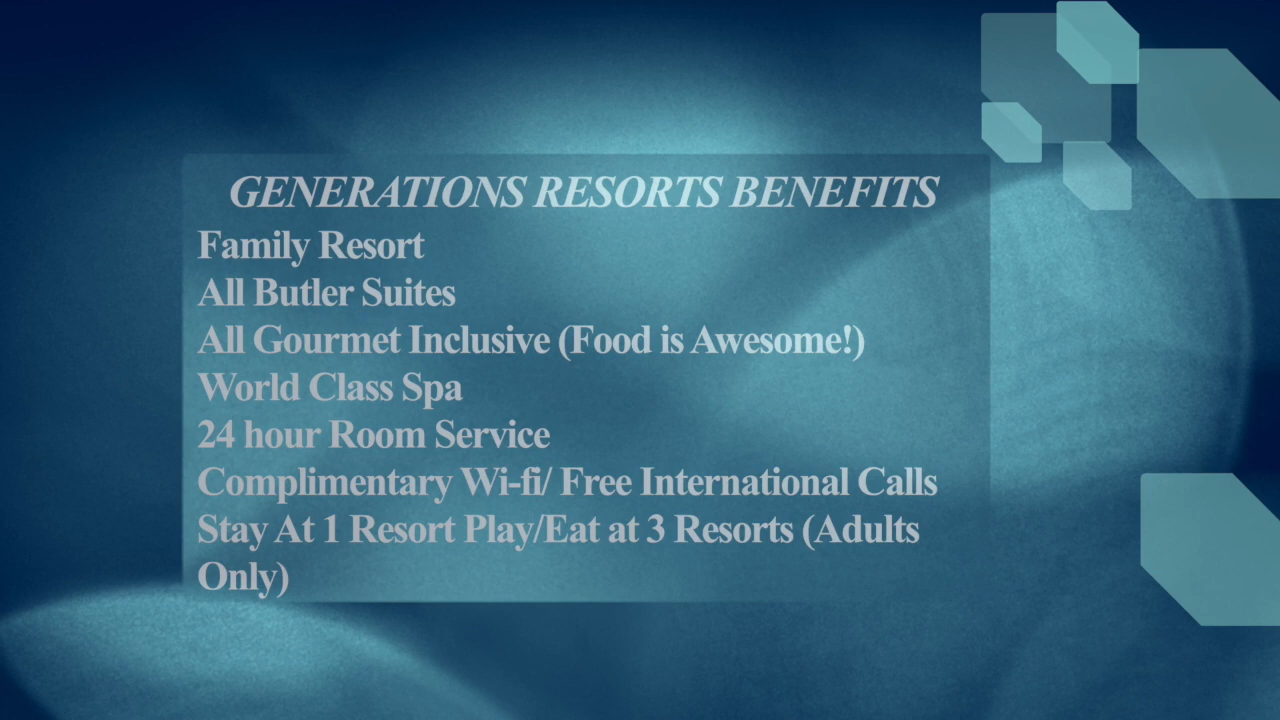 GENERATIONS RESORTS BENEFITS
Family Resort
All Butler Suites
All Gourmet Inclusive (Food is Awesome!)
World Class Spa
24 hour Room Service
Complimentary Wi-fi/ Free International Calls
Stay At 1 Resort Play/Eat at 3 Resorts (Adults
Only)